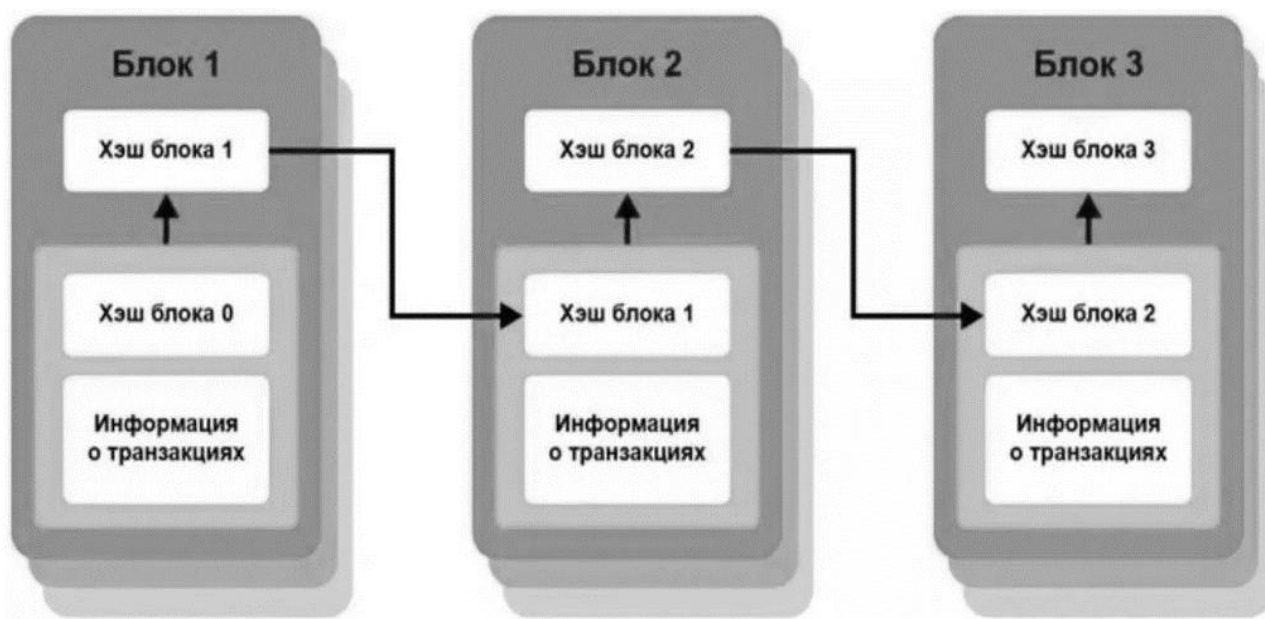 Блок 1
Хэш блока 1
Хэш блока 0
Информация
о транзакциях
Блок 2
Хэш блока 2
Хэш блока 1
Информация
о транзакциях
Блок 3
Хэш блока 3
Хэш блока 2
Информация
о транзакциях